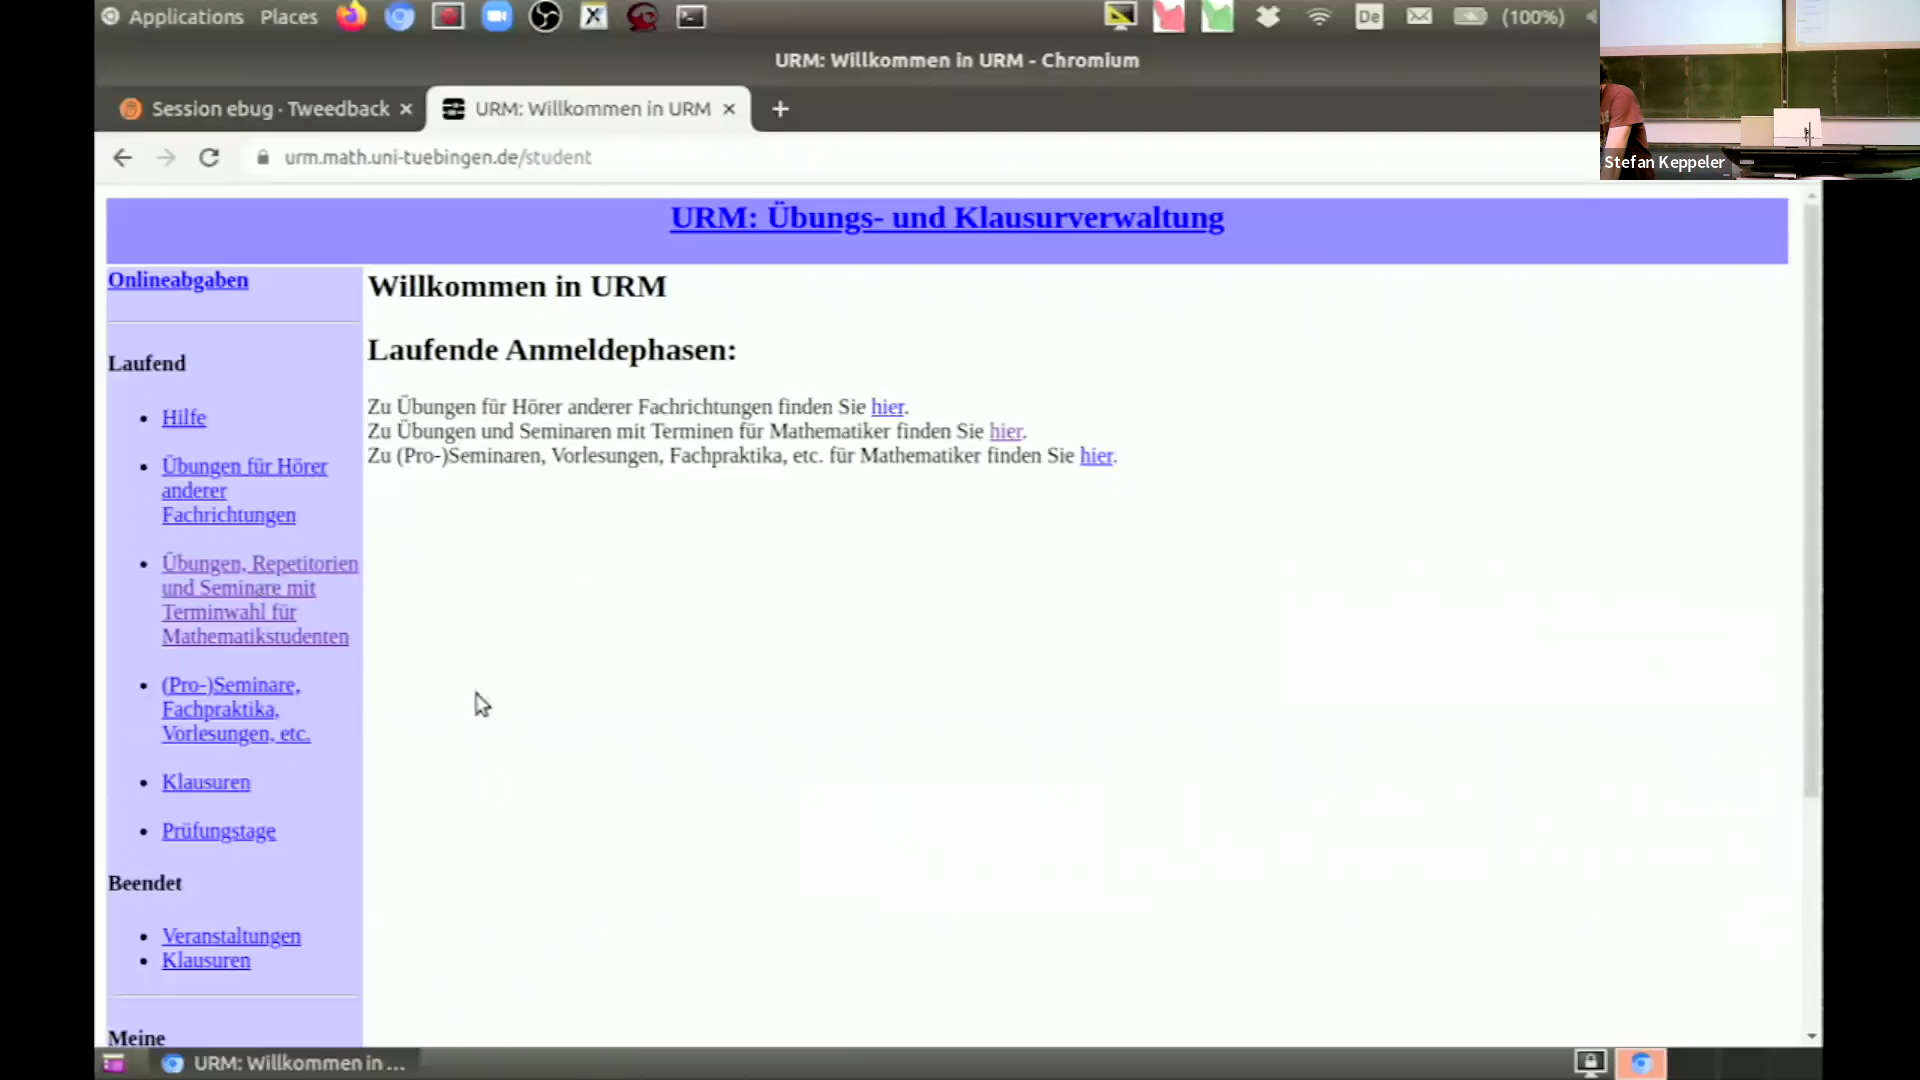 Applications Places
De
(100%)
URM: Willkommen in URM - Chromium
Session ebug · Tweedback
URM: Willkommen in URM
urm.math.uni-tuebingen.de/student
Stefan Keppeler
URM: Übungs- und Klausurverwaltung
Onlineabgaben
Laufend
Hilfe
Übungen für Hörer
anderer
Fachrichtungen
Übungen, Repetitorien
und Seminare mit
Terminwahl für
Mathematikstudenten
(Pro-)Seminare,
Fachpraktika,
Vorlesungen, etc.
Klausuren
Prüfungstage
Beendet
Veranstaltungen
Klausuren
Meine
Willkommen in URM
Laufende Anmeldephasen:
Zu Übungen für Hörer anderer Fachrichtungen finden Sie hier.
Zu Übungen und Seminaren mit Terminen für Mathematiker finden Sie hier.
Zu (Pro-)Seminaren, Vorlesungen, Fachpraktika, etc. für Mathematiker finden Sie hier.
URM: Willkommen in ...